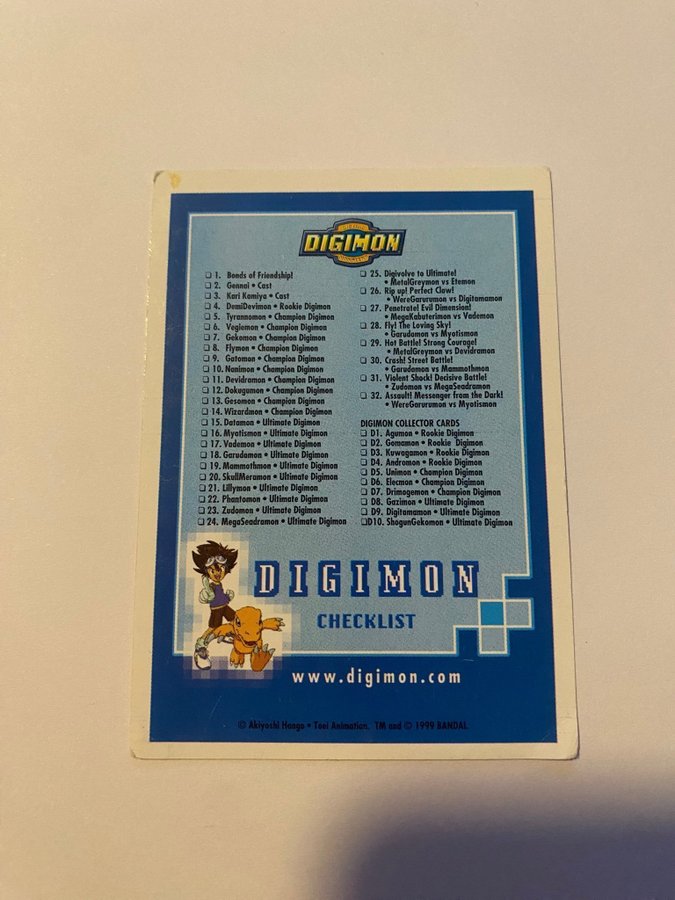 DIGIMON
❑ 1. Bonds of Friendship!
❑ 2. Gennai • Cast
❑ 3. Kari Kamiya • Cast
❑ 4. DemiDevimon • Rookie Digimon
❑ 5. Tyrannomon • Champion Digimon
❑ 6. Vegiemon • Champion Digimon
❑ 7. Gekomon • Champion Digimon
❑ 8. Flymon • Champion Digimon
❑ 9. Gatomon • Champion Digimon
❑ 10. Nanimon • Champion Digimon
❑ 11. Devidramon • Champion Digimon
❑ 12. Dokugumon • Champion Digimon
❑ 13. Gesomon • Champion Digimon
❑ 14. Wizardmon • Champion Digimon
❑ 15. Datamon • Ultimate Digimon
❑ 16. Myotismon • Ultimate Digimon
❑ 17. Vademon • Ultimate Digimon
❑ 18. Garudamon • Ultimate Digimon
❑ 19. Mammothmon • Ultimate Digimon
❑ 20. SkullMeramon • Ultimate Digimon
❑ 21. Lillymon • Ultimate Digimon
❑ 22. Phantomon • Ultimate Digimon
❑ 23. Zudomon • Ultimate Digimon
❑ 24. MegaSeadramon • Ultimate Digimon
❑ 25. Digivolve to Ultimate!
• MetalGreymon vs Etemon
❑ 26. Rip up! Perfect Claw!
• WereGarurumon vs Digitamamon
❑ 27. Penetrate! Evil Dimension!
• MegaKabuterimon vs Vademon
❑ 28. Fly! The Loving Sky!
• Garudamon vs Myotismon
❑ 29. Hot Battle! Strong Courage!
• MetalGreymon vs Devidramon
❑ 30. Crash! Street Battle!
• Garudamon vs Mammothmon
❑ 31. Violent Shock! Decisive Battle!
• Zudomon vs MegaSeadramon
❑ 32. Assault! Messenger from the Dark!
• WereGarurumon vs Myotismon
DIGIMON COLLECTOR CARDS
❑ D1. Agumon • Rookie Digimon
❑ D2. Gomamon • Rookie Digimon
❑ D3. Kuwagamon • Rookie Digimon
❑ D4. Andromon • Rookie Digimon
❑ D5. Unimon • Champion Digimon
❑ D6. Elecmon • Champion Digimon
❑ D7. Drimogemon • Champion Digimon
❑ D8. Gazimon • Ultimate Digimon
❑ D9. Digitamamon • Ultimate Digimon
❑D10. ShogunGekomon • Ultimate Digimon
DIGIMON
CHECKLIST
www.digimon.com
© Akiyoshi Hongo • Toei Animation. TM and © 1999 BANDAI.